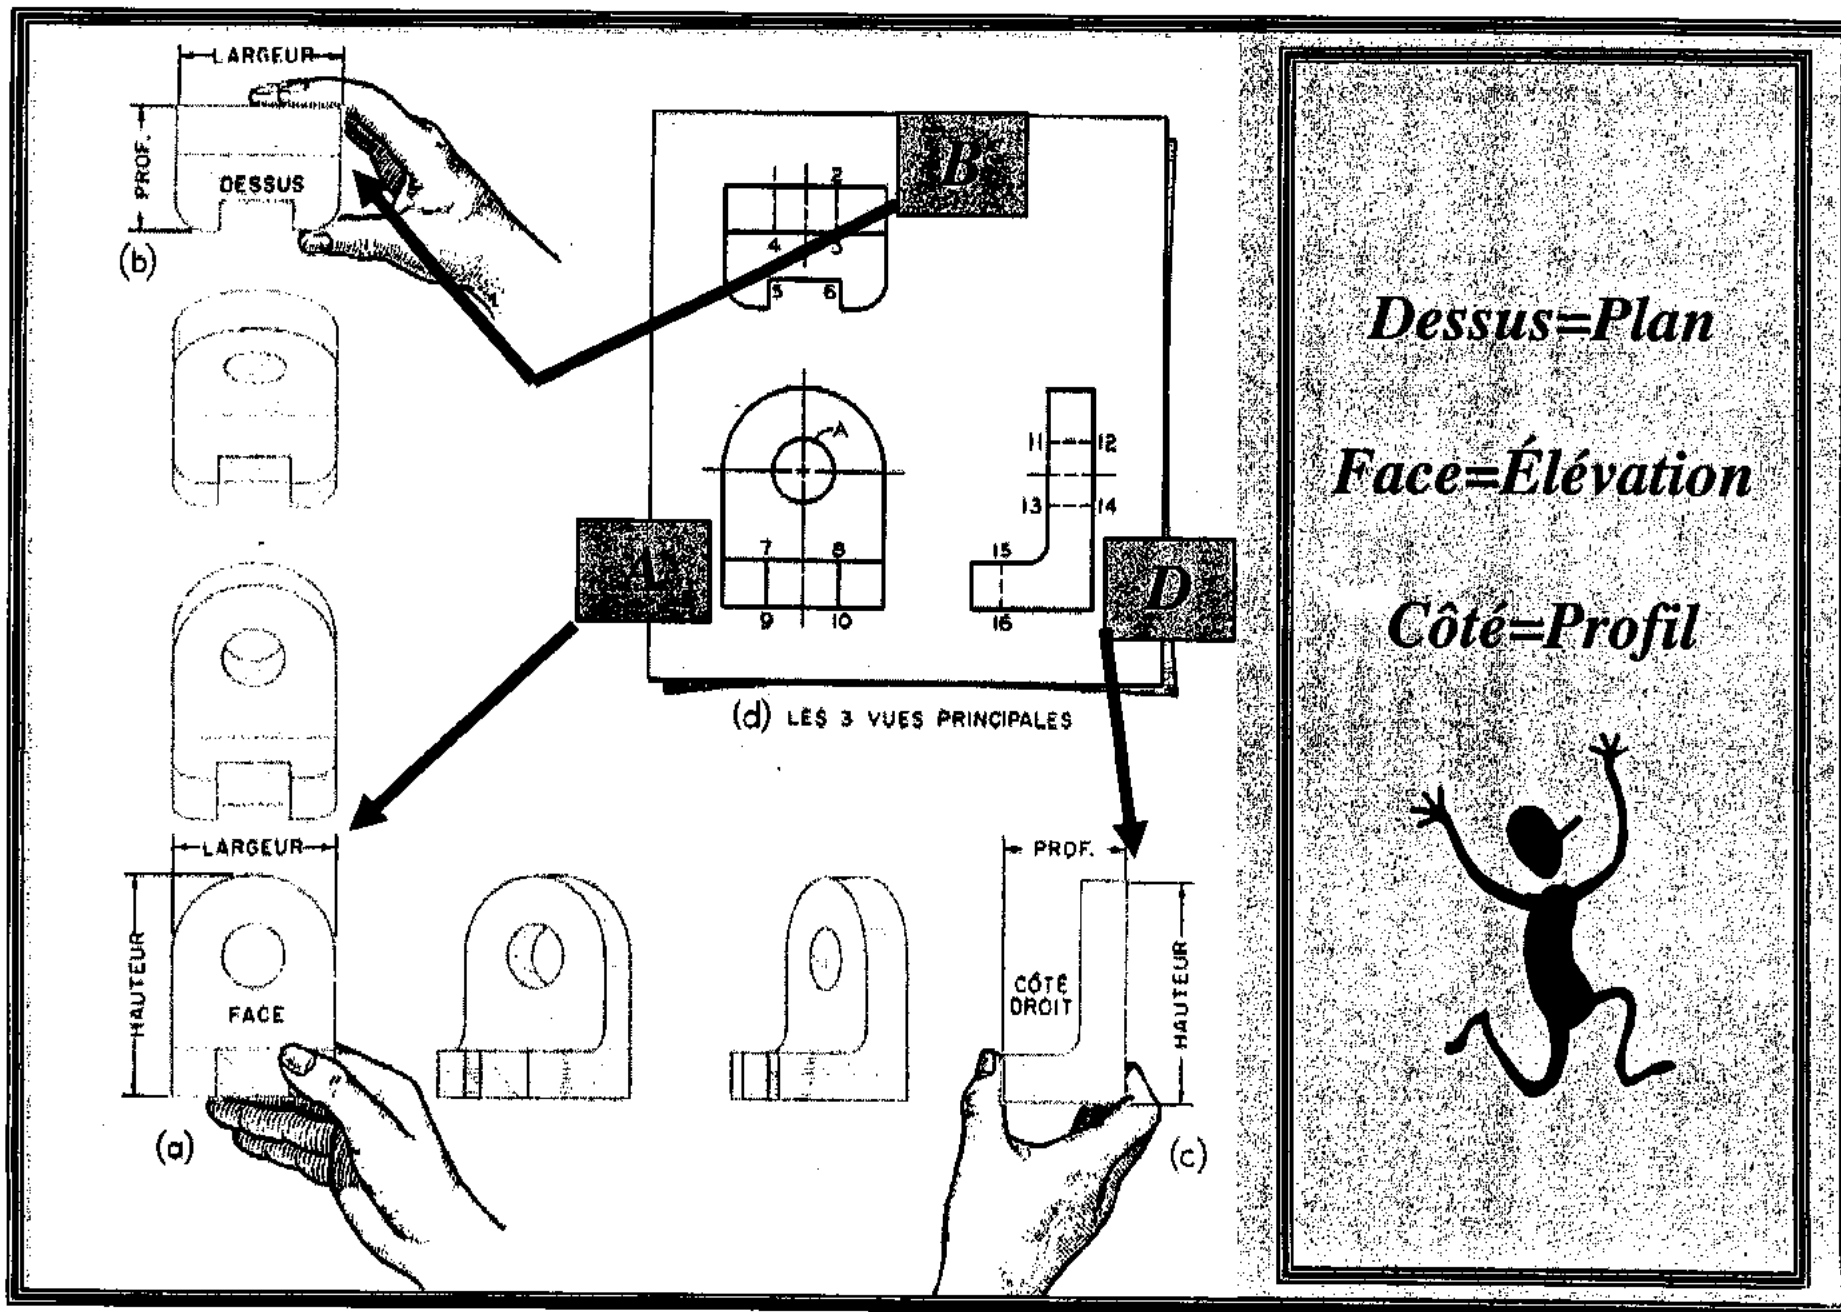 LARGEUR
PROF.
DESSUS
(b)
B
2
4 3
5 6
A
11 12
13 14
7 8
15
9 10
16
A
D
(d) LES 3 VUES PRINCIPALES
LARGEUR
HAUTEUR
FACE
(a)
PROF.
CÔTÉ
DROIT
HAUTEUR
(c)
Dessus=Plan
Face=Élévation
Côté=Profil